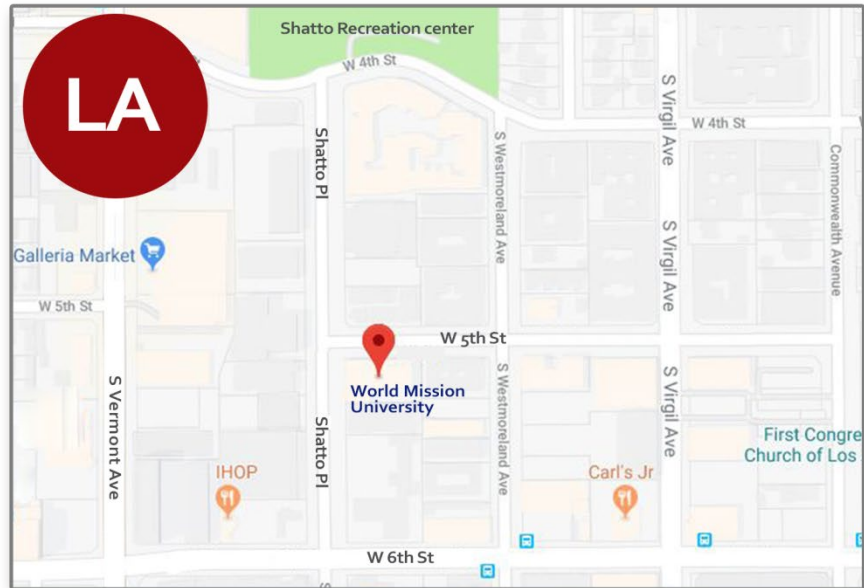 Shatto Recreation center
LA
W 4th St
S Virgil Ave
W 4th St
Shatto Pl
S Westmoreland Ave
Commonwealth Avenue
Galleria Market
S Virgil Ave
W 5th St
W 5th St
World Mission
University
S Vermont Ave
Shatto Pl
S Westmoreland Ave
S Virgil Ave
First Congre
Church of Los
IHOP
Carl's Jr
W 6th St